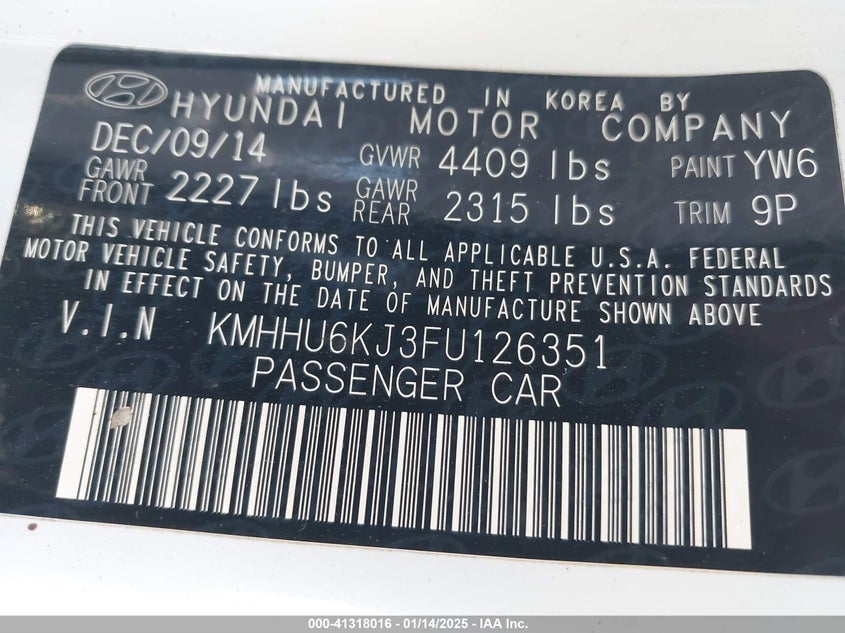 MANUFACTURED IN KOREA BY
HYUNDAI MOTOR COMPANY
DEC/09/14 GVWR 4409 lbs PAINT YW6
GAWR FRONT 2227 lbs GAWR REAR 2315 lbs TRIM 9P
THIS VEHICLE CONFORMS TO ALL APPLICABLE U.S.A. FEDERAL
MOTOR VEHICLE SAFETY, BUMPER, AND THEFT PREVENTION STANDARDS
IN EFFECT ON THE DATE OF MANUFACTURE SHOWN ABOVE
V.I.N KMHHU6KJ3FU126351
PASSENGER CAR
000-41318016 - 01/14/2025 - IAA Inc.